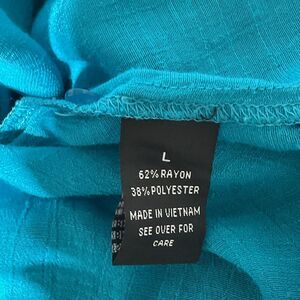 L
62% RAYON
38% POLYESTER
MADE IN VIETNAM
SEE OVER FOR
CARE